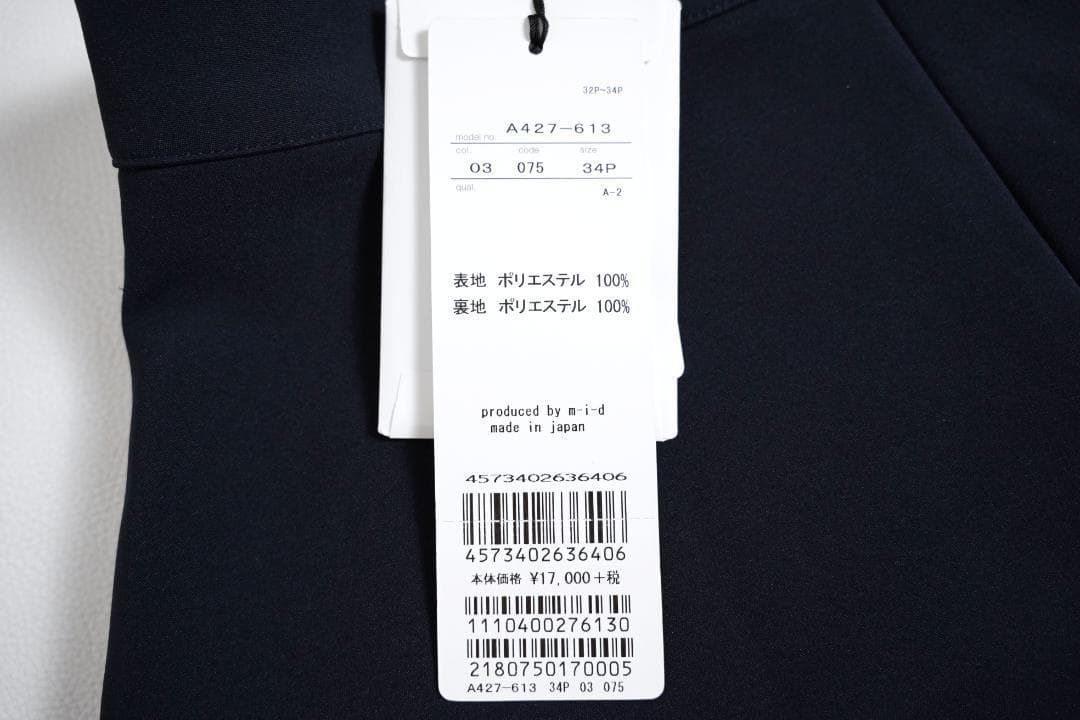 32P~34P
model no. A427-613
col. code size
03 075 34P
qual.
A-2
表地 ポリエステル 100%
裏地 ポリエステル 100%
produced by m-i-d
made in japan
4573402636406
4573402636406
本体価格 ¥17,000+税
1110400276130
2180750170005
A427-613 34P 03 075